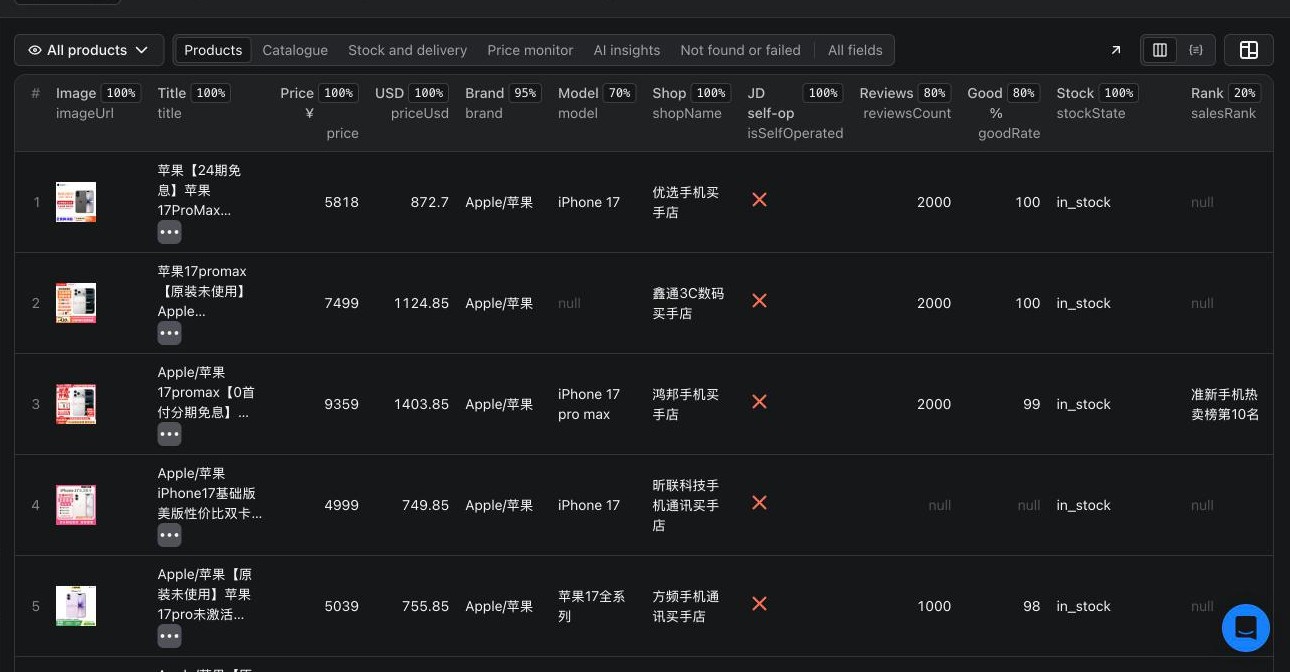 All products
Products Catalogue Stock and delivery Price monitor AI insights Not found or failed All fields
# Image 100% Title 100% Price 100% USD 100% Brand 95% Model 70% Shop 100% JD 100% Reviews 80% Good 80% Stock 100% Rank 20%
imageUrl title ¥ priceUsd brand model shopName self-op reviewsCount % stockState salesRank
price isSelfOperated goodRate
1 苹果【24期免
息】苹果
17ProMax...
5818 872.7 Apple/苹果 iPhone 17 优选手机买
手店
2000 100 in_stock null
2 苹果17promax
【原装未使用】
Apple...
7499 1124.85 Apple/苹果 null 鑫通3C数码
买手店
2000 100 in_stock null
3 Apple/苹果
17promax【0首
付分期免息】...
9359 1403.85 Apple/苹果 iPhone 17
pro max
鸿邦手机买
手店
2000 99 in_stock 准新手机热
卖榜第10名
4 Apple/苹果
iPhone17基础版
美版性价比双卡...
4999 749.85 Apple/苹果 iPhone 17 昕联科技手
机通讯买手
店
null null in_stock null
5 Apple/苹果【原
装未使用】苹果
17pro未激活...
5039 755.85 Apple/苹果 苹果17全系
列
方频手机通
讯买手店
1000 98 in_stock null